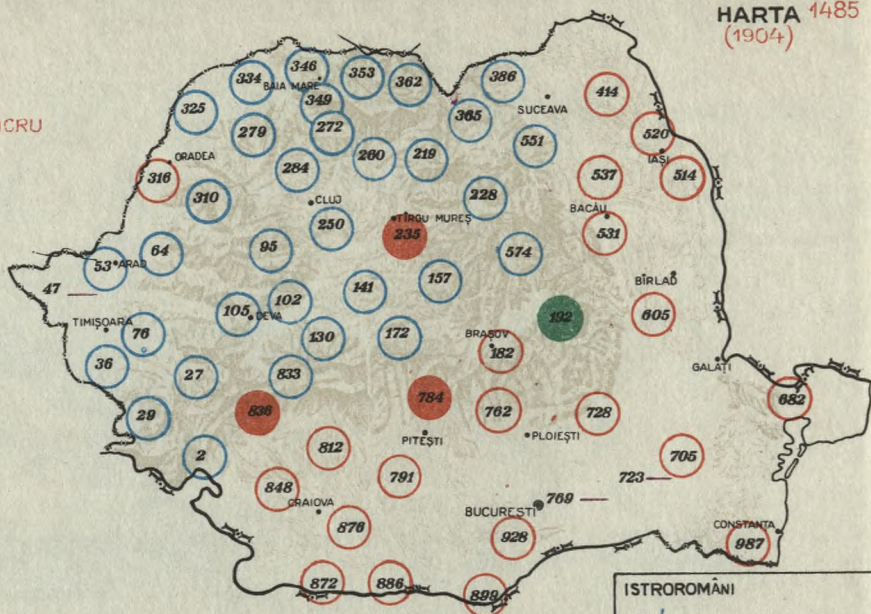 HARTA 1485
(1904)
CRU
346
334
353
362
386
BAIA MARE
349
325
SUCEAVA
414
365
279
272
520
551
IAȘI
260
219
ORADEA
284
316
537
514
310
228
CLUJ
TÎRGU MUREȘ
BACĂU
250
235
531
64
95
574
53
ARAD
157
BÎRLAD
47
141
102
105
DEVA
192
605
TIMIȘOARA
76
130
172
BRAȘOV
182
36
GALAȚI
27
833
682
29
836
784
762
728
PITEȘTI
PLOIEȘTI
812
2
705
791
723
848
769
CRAIOVA
BUCUREȘTI
876
928
CONSTANȚA
987
872
886
899
ISTROROMÂNI